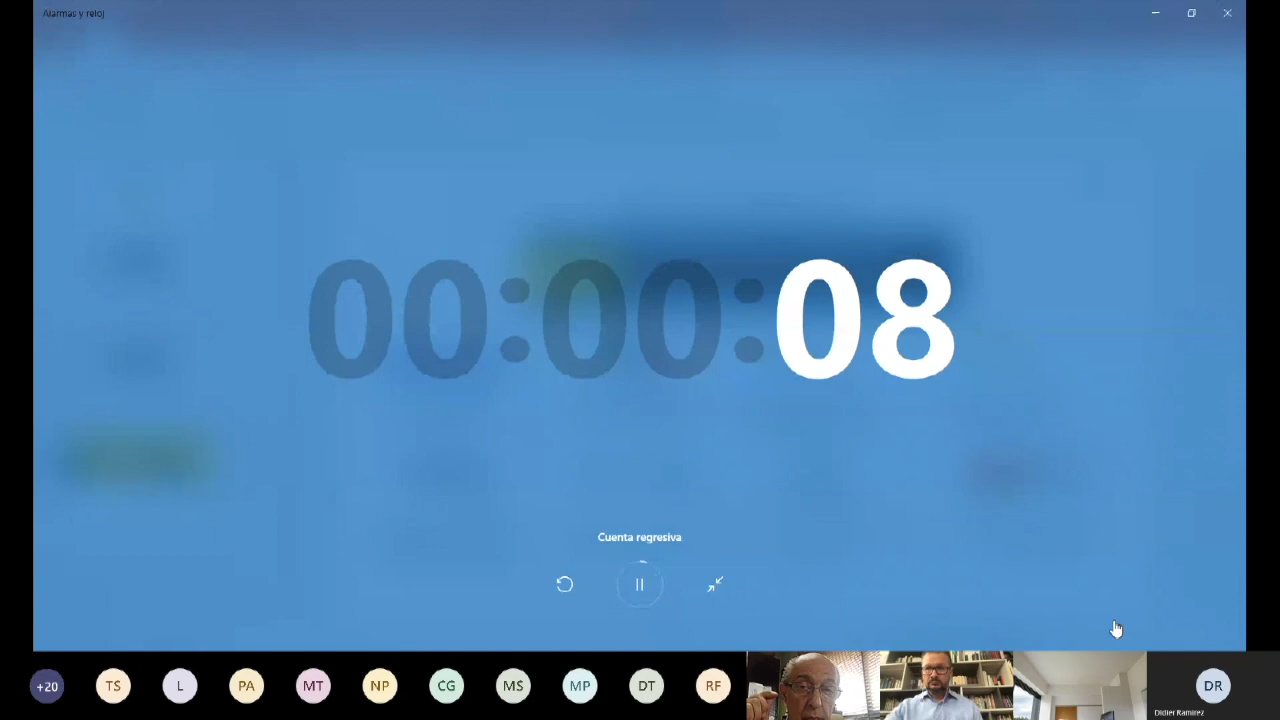 Alarmas y reloj
00:00:08
Cuenta regresiva
+20 TS L PA MT NP CG MS MP DT RF DR
Didier Ramírez